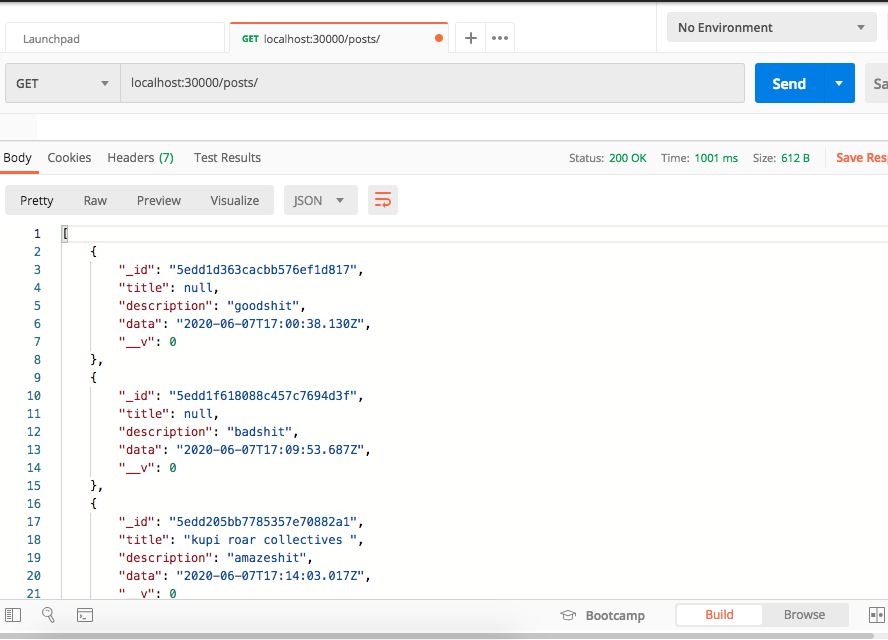 Launchpad
GET localhost:30000/posts/
No Environment
GET
localhost:30000/posts/
Send
Sa
Body Cookies Headers (7) Test Results
Status: 200 OK Time: 1001 ms Size: 612 B
Save Resp
Pretty Raw Preview Visualize JSON
1 [
2 {
3 "_id": "5edd1d363cacbb576ef1d817",
4 "title": null,
5 "description": "goodshit",
6 "data": "2020-06-07T17:00:38.130Z",
7 "__v": 0
8 },
9 {
10 "_id": "5edd1f618088c457c7694d3f",
11 "title": null,
12 "description": "badshit",
13 "data": "2020-06-07T17:09:53.687Z",
14 "__v": 0
15 },
16 {
17 "_id": "5edd205bb7785357e70882a1",
18 "title": "kupi roar collectives ",
19 "description": "amazeshit",
20 "data": "2020-06-07T17:14:03.017Z",
21 "__v": 0
Bootcamp Build Browse